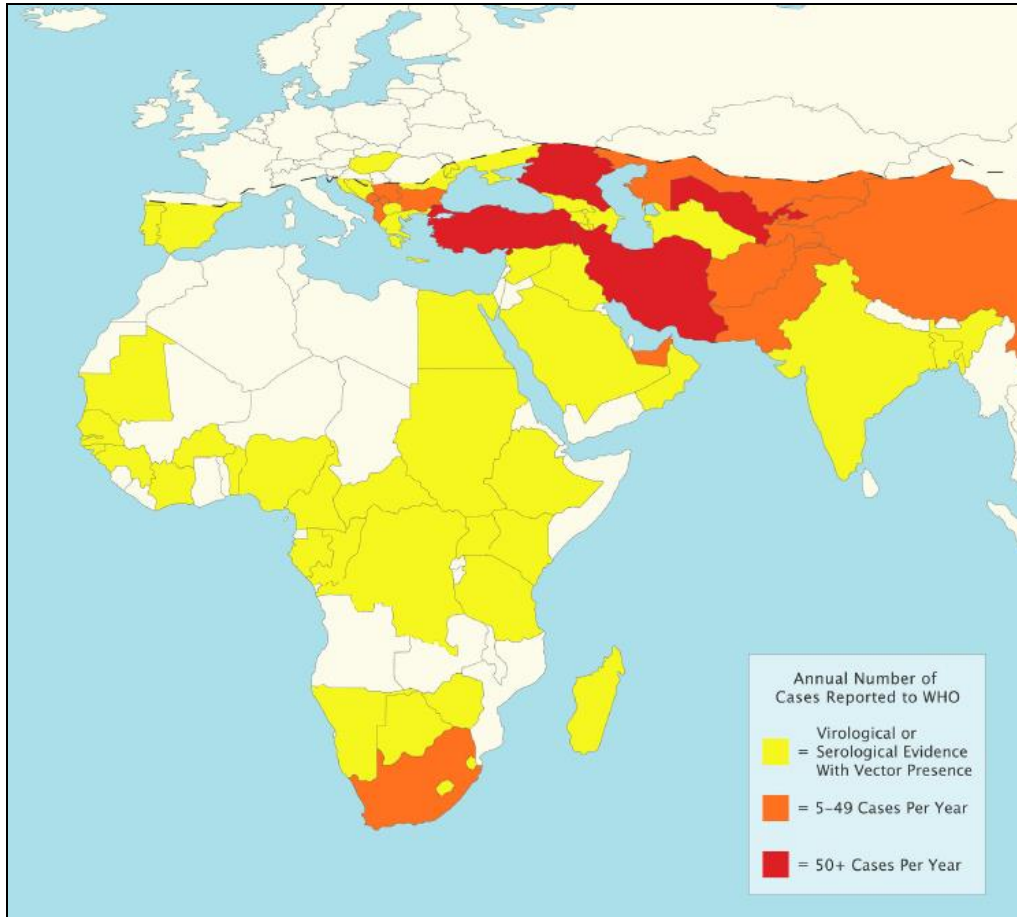 Annual Number of
Cases Reported to WHO
Virological or
= Serological Evidence
With Vector Presence
= 5–49 Cases Per Year
= 50+ Cases Per Year